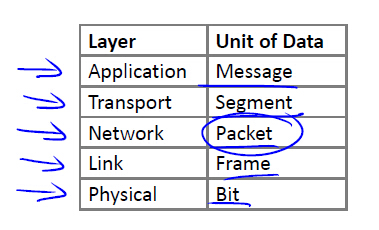 Layer Unit of Data
Application Message
Transport Segment
Network Packet
Link Frame
Physical Bit